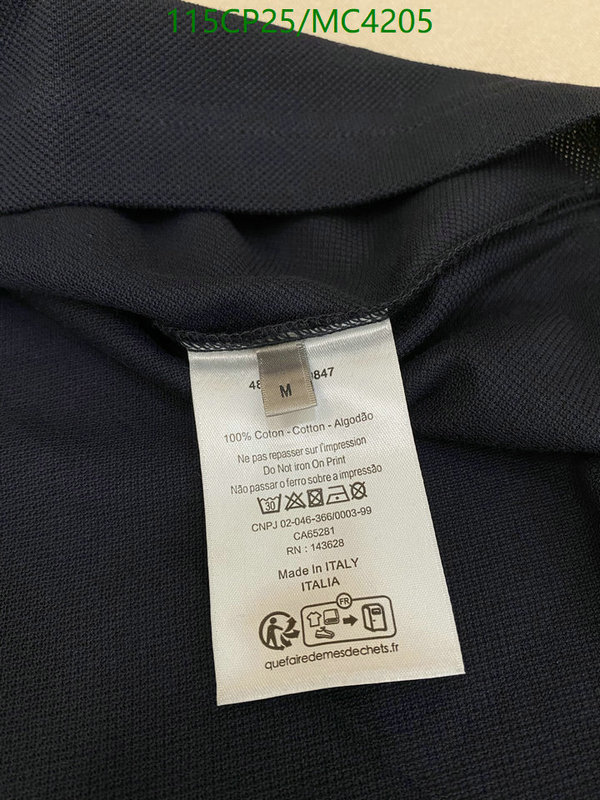 115CP25/MC4205
48 847
M
100% Coton - Cotton - Algodão
Ne pas repasser sur l'impression
Do Not Iron On Print
Não passar o ferro sobre a impressão
30
CNPJ 02-046-366/0003-99
CA65281
RN : 143628
Made In ITALY
ITALIA
FR
quefairedemesdechets.fr